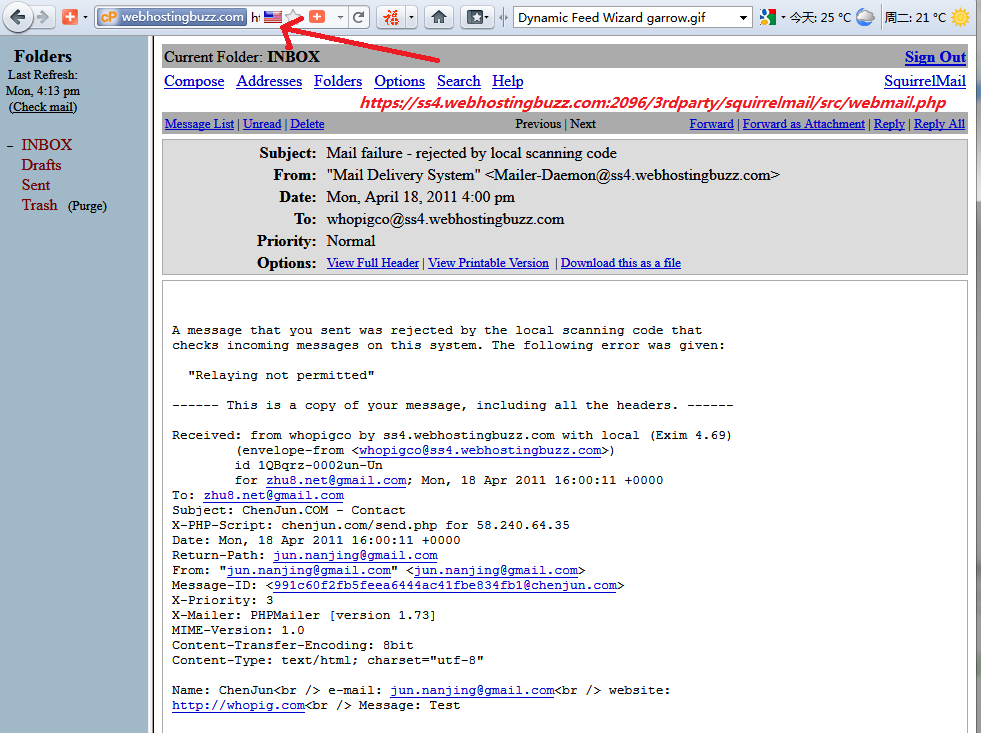 cP webhostingbuzz.com ht Dynamic Feed Wizard garrow.gif 今天: 25 °C 周二: 21 °C
Folders
Last Refresh:
Mon, 4:13 pm
(Check mail)
– INBOX
Drafts
Sent
Trash (Purge)
Current Folder: INBOX Sign Out
Compose Addresses Folders Options Search Help SquirrelMail
https://ss4.webhostingbuzz.com:2096/3rdparty/squirrelmail/src/webmail.php
Message List | Unread | Delete Previous | Next Forward | Forward as Attachment | Reply | Reply All
Subject: Mail failure - rejected by local scanning code
From: "Mail Delivery System" <Mailer-Daemon@ss4.webhostingbuzz.com>
Date: Mon, April 18, 2011 4:00 pm
To: whopigco@ss4.webhostingbuzz.com
Priority: Normal
Options: View Full Header | View Printable Version | Download this as a file
A message that you sent was rejected by the local scanning code that
checks incoming messages on this system. The following error was given:
"Relaying not permitted"
------ This is a copy of your message, including all the headers. ------
Received: from whopigco by ss4.webhostingbuzz.com with local (Exim 4.69)
(envelope-from <whopigco@ss4.webhostingbuzz.com>)
id 1QBqrz-0002un-Un
for zhu8.net@gmail.com; Mon, 18 Apr 2011 16:00:11 +0000
To: zhu8.net@gmail.com
Subject: ChenJun.COM - Contact
X-PHP-Script: chenjun.com/send.php for 58.240.64.35
Date: Mon, 18 Apr 2011 16:00:11 +0000
Return-Path: jun.nanjing@gmail.com
From: "jun.nanjing@gmail.com" <jun.nanjing@gmail.com>
Message-ID: <991c60f2fb5feea6444ac41fbe834fb1@chenjun.com>
X-Priority: 3
X-Mailer: PHPMailer [version 1.73]
MIME-Version: 1.0
Content-Transfer-Encoding: 8bit
Content-Type: text/html; charset="utf-8"
Name: ChenJun<br /> e-mail: jun.nanjing@gmail.com<br /> website:
http://whopig.com<br /> Message: Test